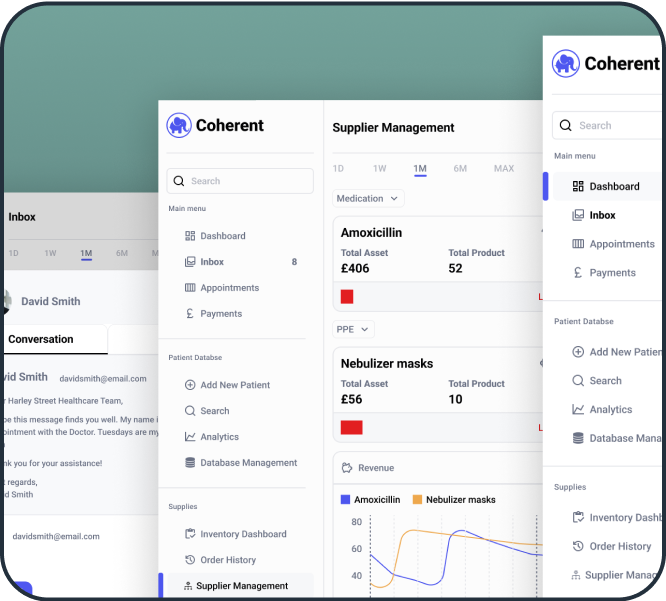 Inbox
1D 1W 1M 6M
David Smith
Conversation
Smith davidsmith@email.com
Harley Street Healthcare Team,
this message finds you well. My name
with the Doctor. Tuesdays are my
you for your assistance!
regards,
Smith
davidsmith@email.com
Coherent
Search
Main menu
Dashboard
Inbox 8
Appointments
Payments
Patient Databse
Add New Patient
Search
Analytics
Database Management
Supplies
Inventory Dashboard
Order History
Supplier Management
Supplier Management
1D 1W 1M 6M MAX
Medication
Amoxicillin
Total Asset Total Product
£406 52
PPE
Nebulizer masks
Total Asset Total Product
£56 10
Revenue
Amoxicillin Nebulizer masks
80
60
40
Coherent
Search
Main menu
Dashboard
Inbox
Appointments
Payments
Patient Databse
Add New Patien
Search
Analytics
Database Mana
Supplies
Inventory Dashb
Order History
Supplier Manag